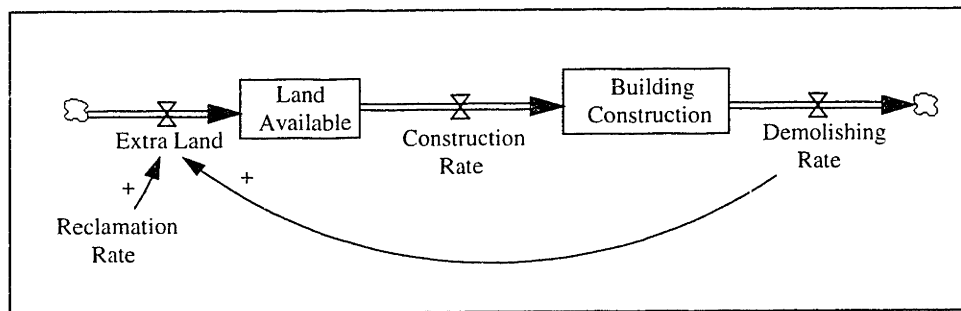 Land
Available
Building
Construction
Extra Land
Construction
Rate
Demolishing
Rate
+
+
Reclamation
Rate